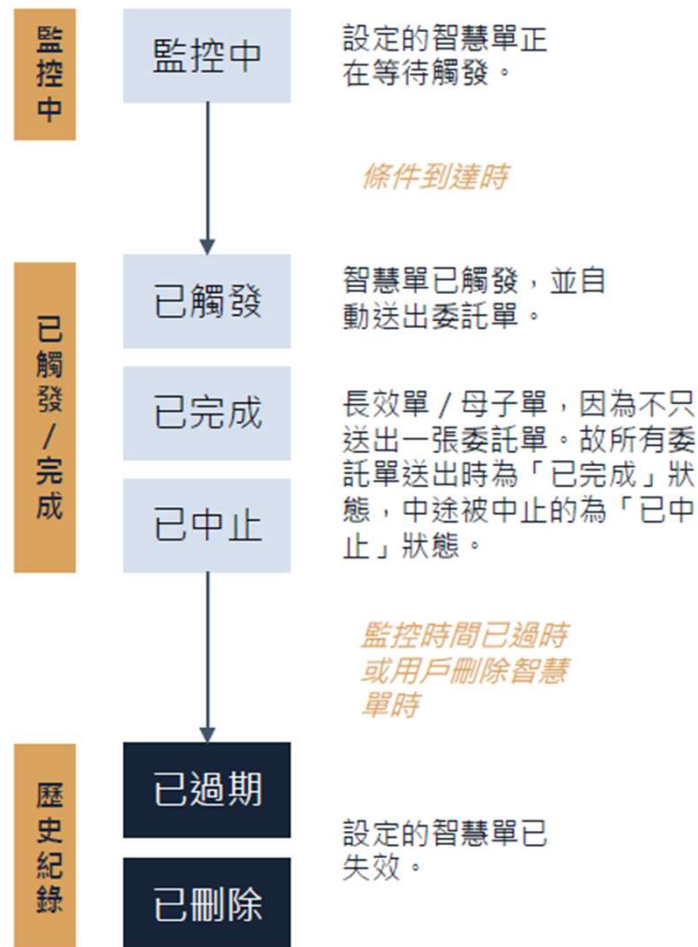 監控中
監控中
設定的智慧單正
在等待觸發。
條件到達時
已觸發/完成
已觸發
智慧單已觸發，並自
動送出委託單。
已完成
長效單 / 母子單，因為不只
送出一張委託單。故所有委
託單送出時為「已完成」狀
態，中途被中止的為「已中
止」狀態。
已中止
監控時間已過時
或用戶刪除智慧
單時
歷史紀錄
已過期
設定的智慧單已
失效。
已刪除